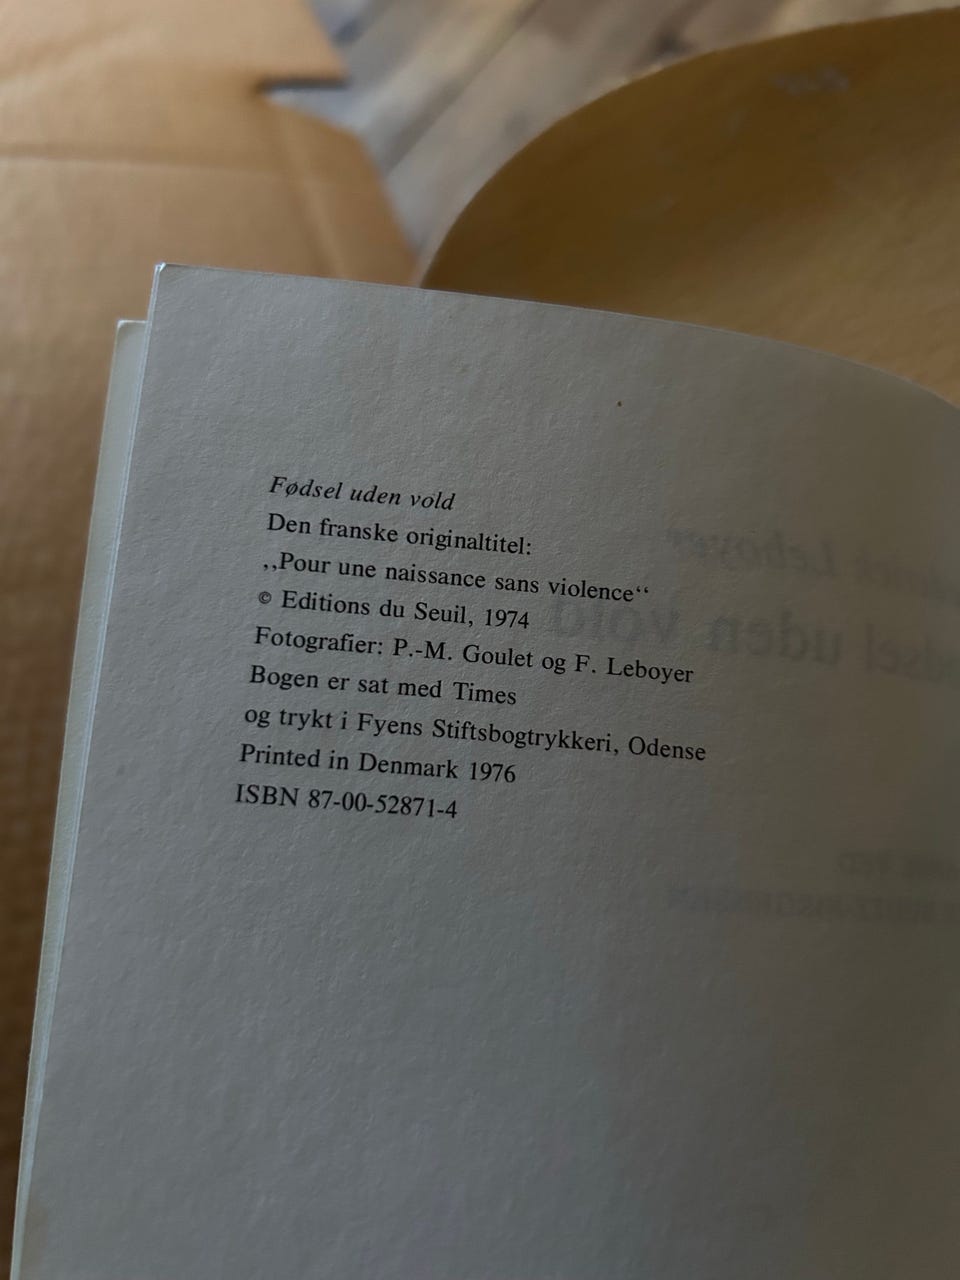 Fødsel uden vold
Den franske originaltitel:
,,Pour une naissance sans violence“
© Editions du Seuil, 1974
Fotografier: P.-M. Goulet og F. Leboyer
Bogen er sat med Times
og trykt i Fyens Stiftsbogtrykkeri, Odense
Printed in Denmark 1976
ISBN 87-00-52871-4